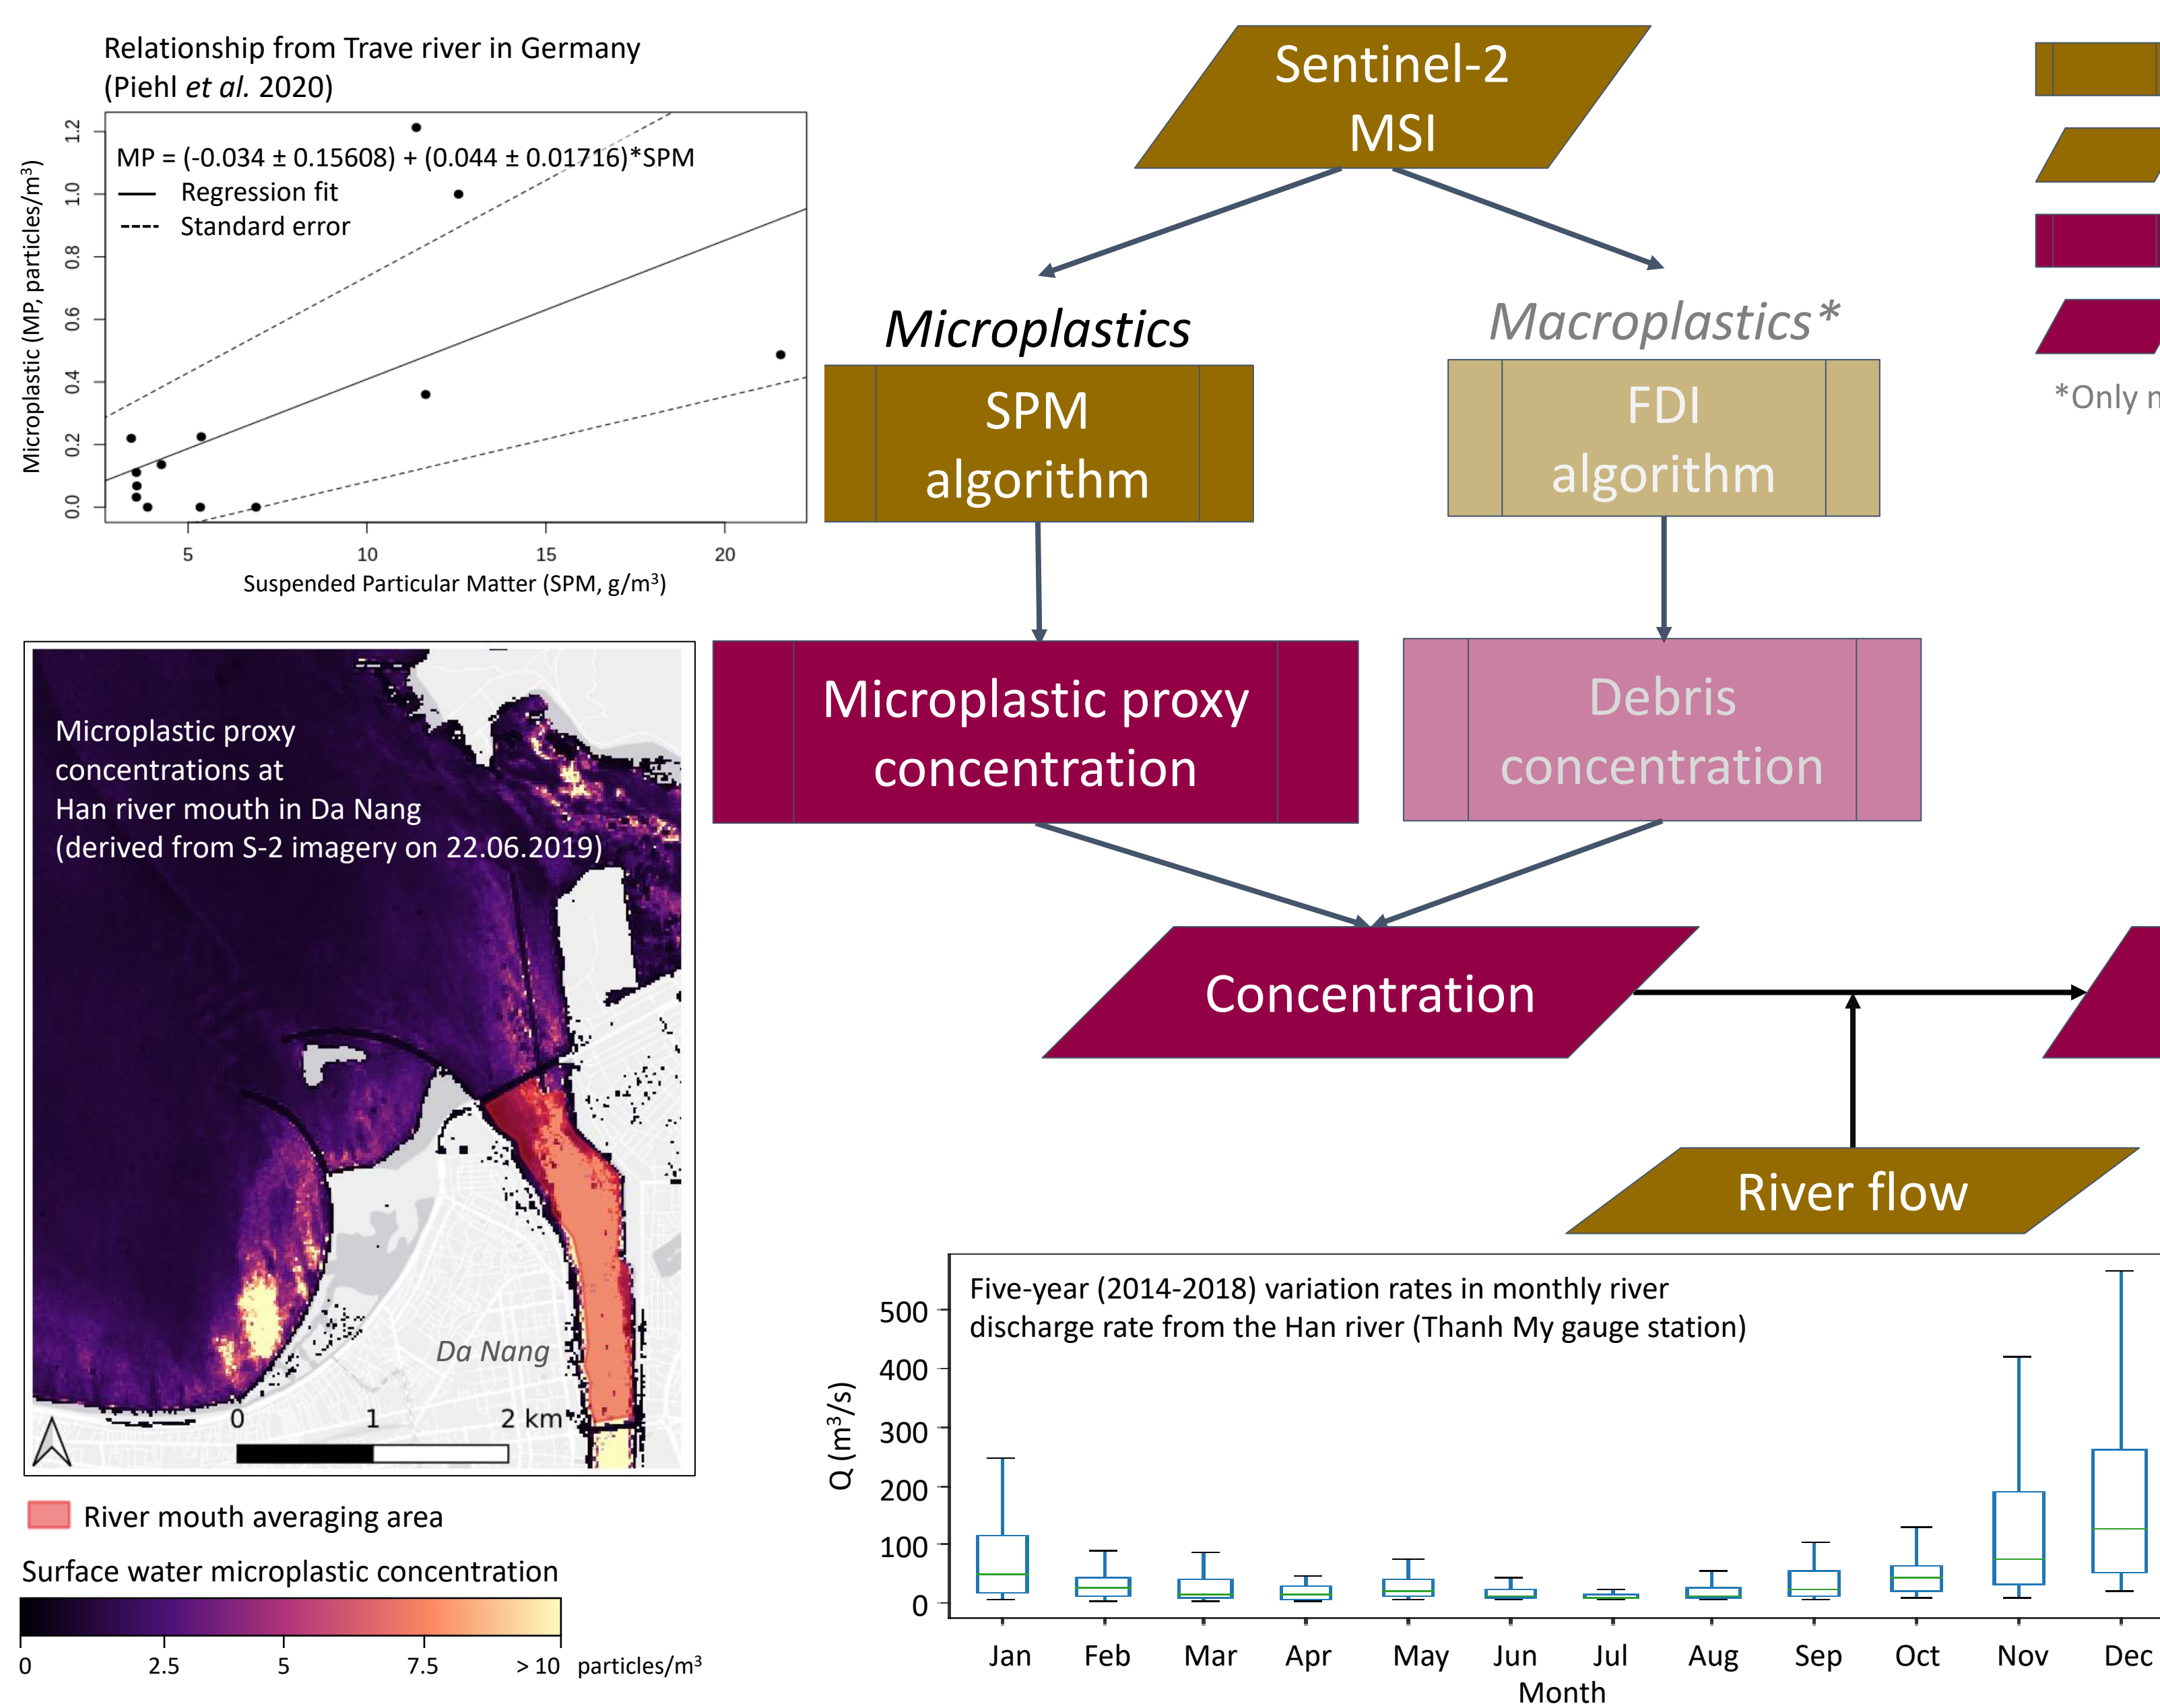 Relationship from Trave river in Germany
(Piehl et al. 2020)
MP = (-0.034 ± 0.15608) + (0.044 ± 0.01716)*SPM
Regression fit
Standard error
Microplastic (MP, particles/m³)
1.2
1.0
0.8
0.6
0.4
0.2
0.0
5 10 15 20
Suspended Particular Matter (SPM, g/m³)
Sentinel-2
MSI
Microplastics
Macroplastics*
SPM
algorithm
FDI
algorithm
*Only
Microplastic proxy
concentration
Debris
concentration
Concentration
River flow
Microplastic proxy
concentrations at
Han river mouth in Da Nang
(derived from S-2 imagery on 22.06.2019)
Da Nang
0 1 2 km
River mouth averaging area
Surface water microplastic concentration
0 2.5 5 7.5 > 10 particles/m³
Five-year (2014-2018) variation rates in monthly river
discharge rate from the Han river (Thanh My gauge station)
Q (m³/s)
500
400
300
200
100
0
Jan Feb Mar Apr May Jun Jul Aug Sep Oct Nov Dec
Month